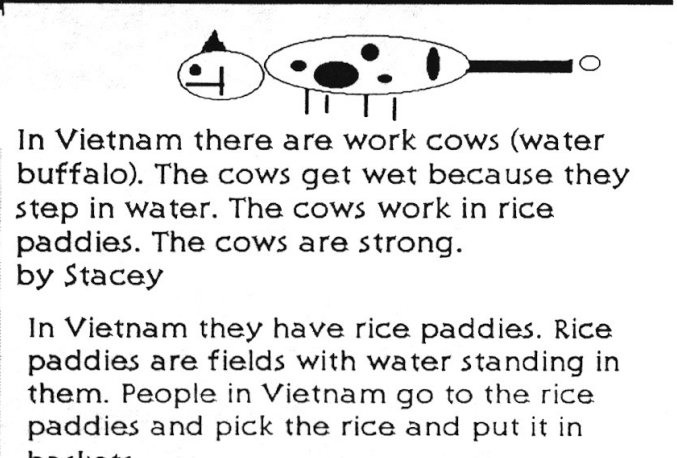 In Vietnam there are work cows (water
buffalo). The cows get wet because they
step in water. The cows work in rice
paddies. The cows are strong.
by Stacey
In Vietnam they have rice paddies. Rice
paddies are fields with water standing in
them. People in Vietnam go to the rice
paddies and pick the rice and put it in